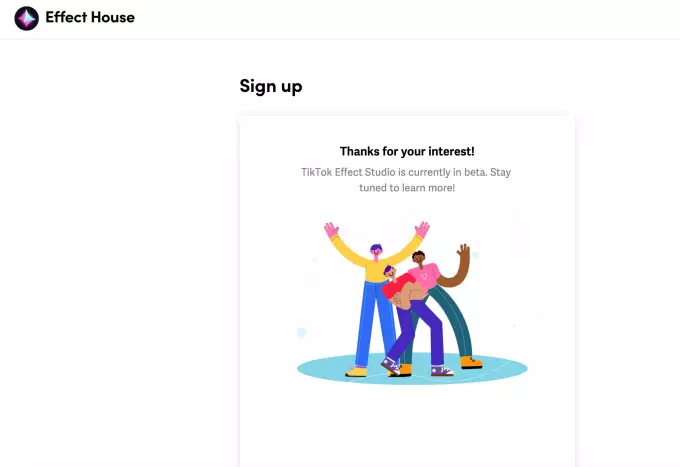 Effect House
Sign up
Thanks for your interest!
TikTok Effect Studio is currently in beta. Stay
tuned to learn more!